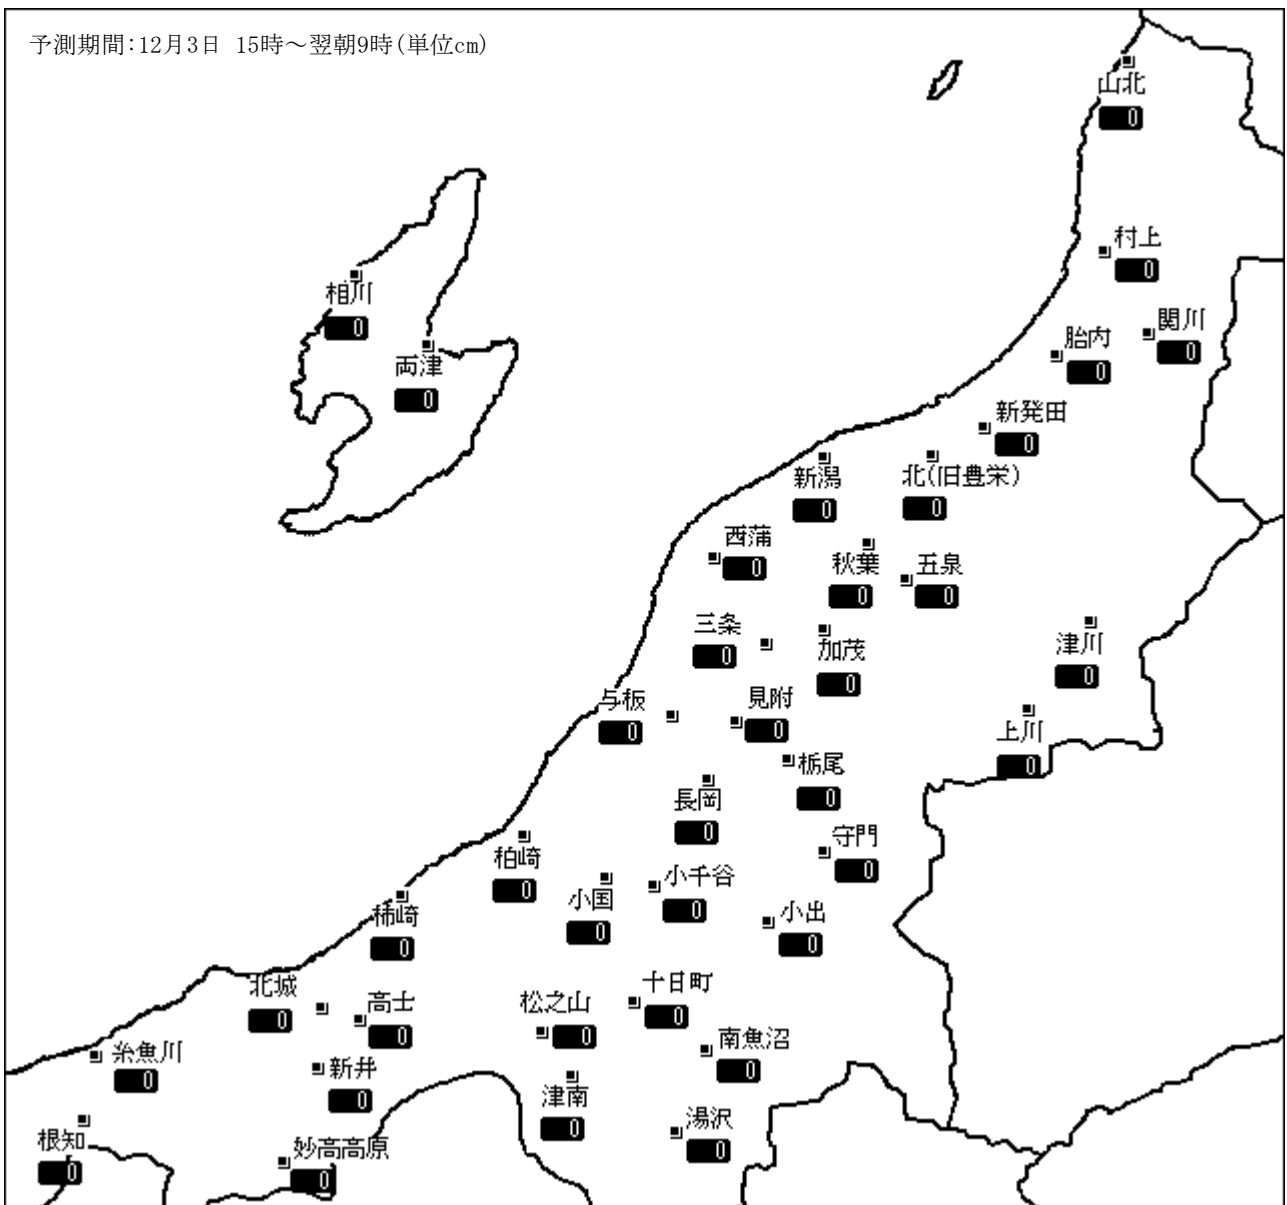 予測期間:12月3日 15時～翌朝9時(単位cm)
山北
0
村上
0
相川
0
関川
0
胎内
0
両津
0
新発田
0
新潟
0
北(旧豊栄)
0
西蒲
0
秋葉
0
五泉
0
三条
0
加茂
0
津川
0
与板
0
見附
0
上川
0
栃尾
0
長岡
0
守門
0
柏崎
0
小千谷
0
小国
0
小出
0
柿崎
0
北城
0
高士
0
松之山
0
十日町
0
南魚沼
0
糸魚川
0
新井
0
津南
0
湯沢
0
根知
0
妙高高原
0